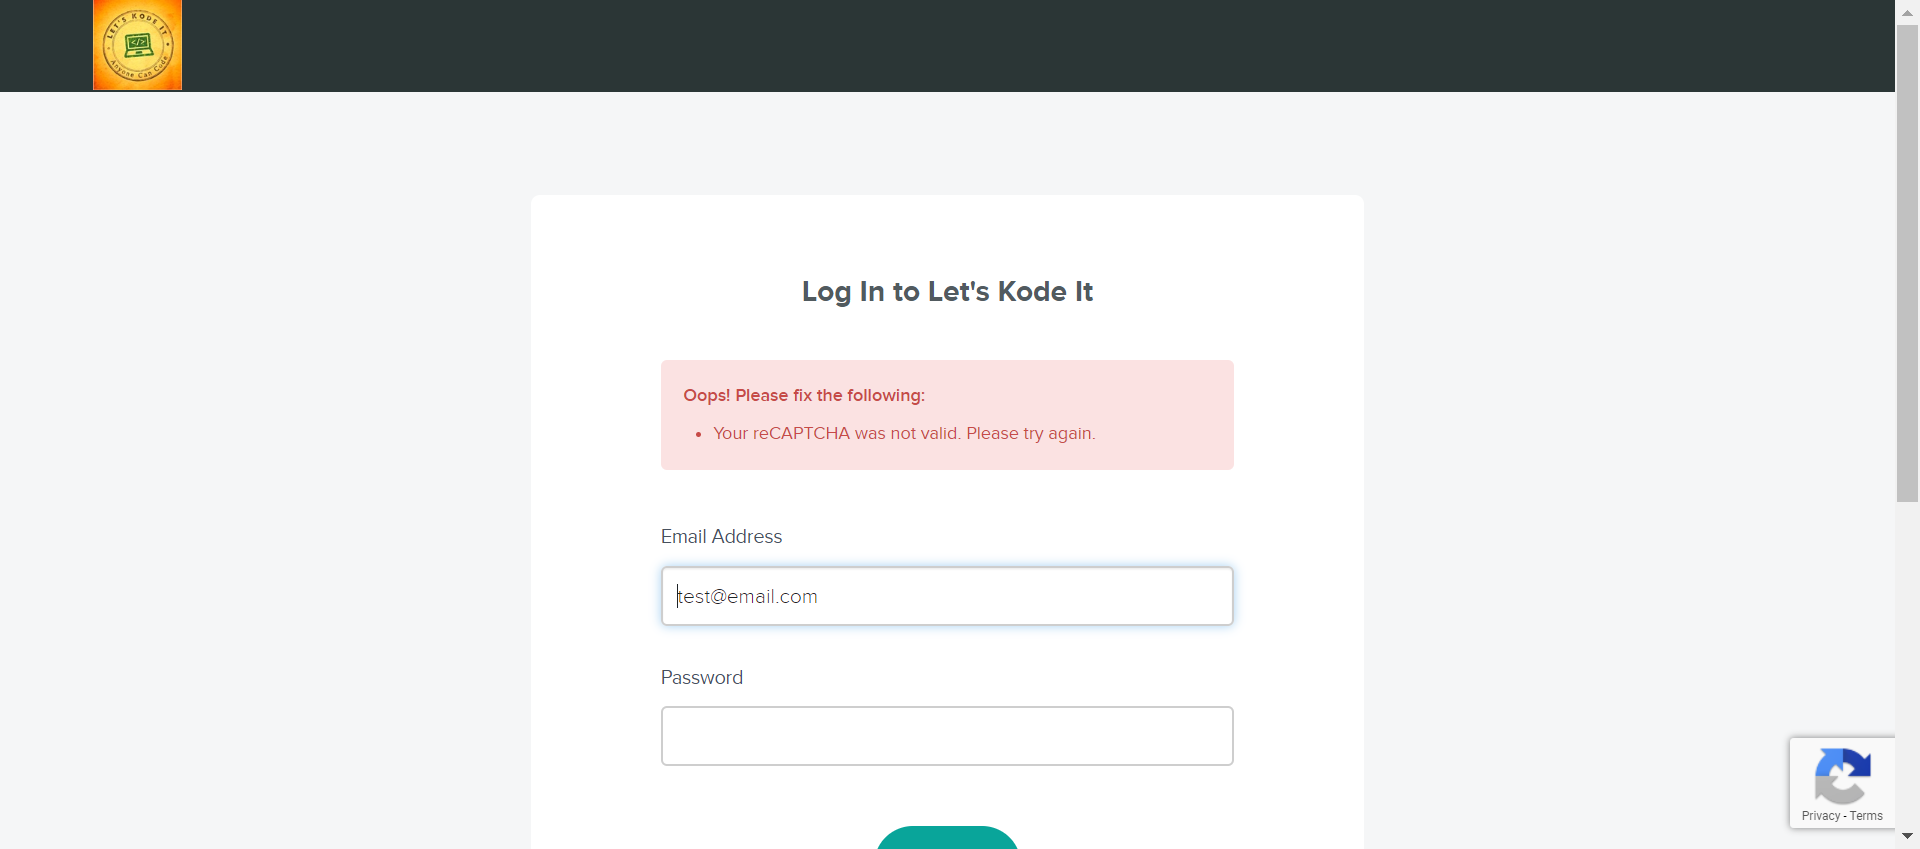 LET'S KODE IT
</>
Anyone Can Code
Log In to Let's Kode It
Oops! Please fix the following:
Your reCAPTCHA was not valid. Please try again.
Email Address
test@email.com
Password
Privacy - Terms